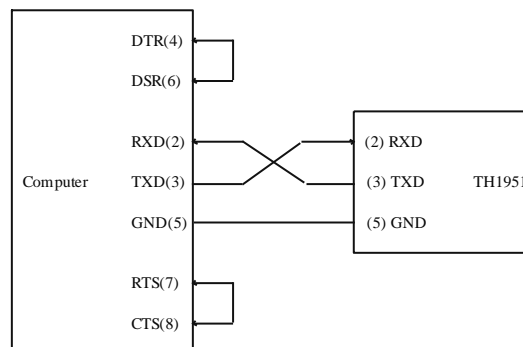 DTR(4)
DSR(6)
RXD(2)
(2) RXD
Computer
TXD(3)
(3) TXD
TH1951
GND(5)
(5) GND
RTS(7)
CTS(8)